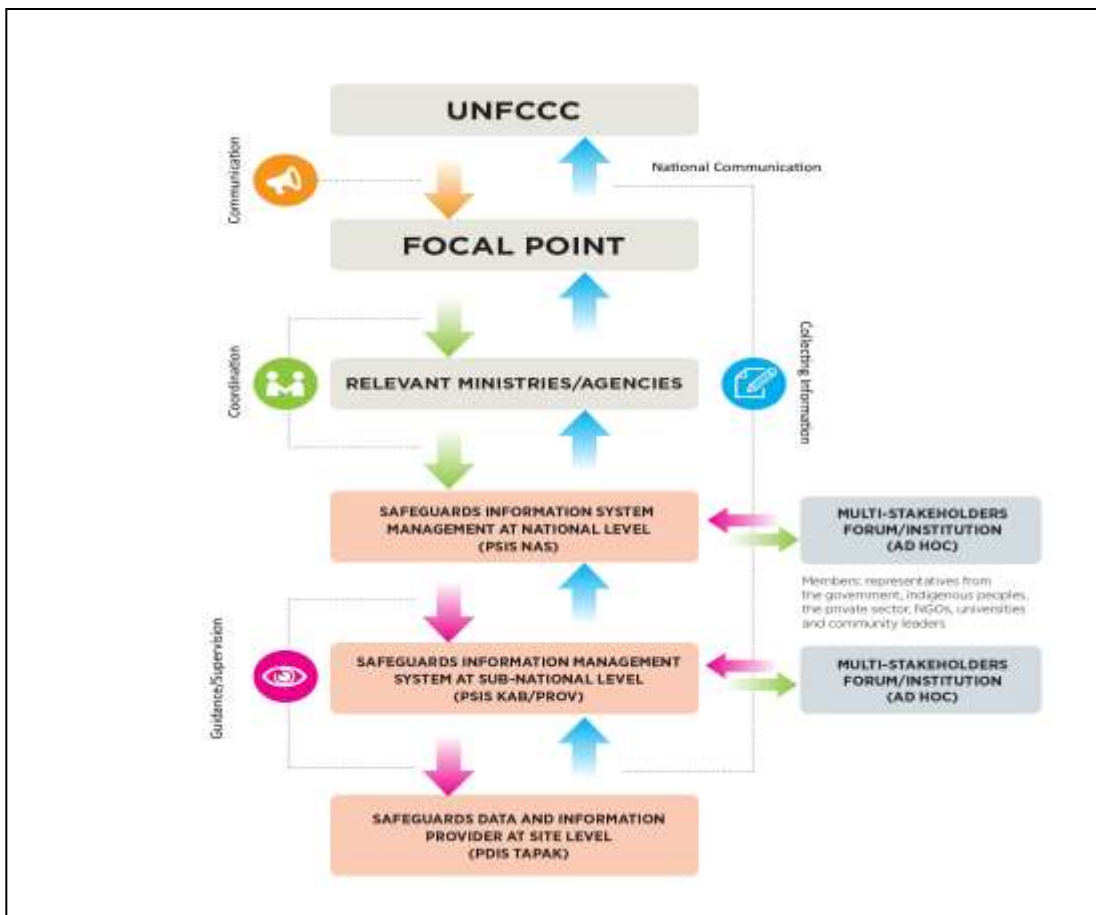 UNFCCC
Communication
National Communication
FOCAL POINT
Coordination
RELEVANT MINISTRIES/AGENCIES
Collecting Information
SAFEGUARDS INFORMATION SYSTEM
MANAGEMENT AT NATIONAL LEVEL
(PSIS NAS)
MULTI-STAKEHOLDERS
FORUM/INSTITUTION
(AD HOC)
Members: representatives from
the government, indigenous peoples,
the private sector, NGOs, universities
and community leaders
Guidance/Supervision
SAFEGUARDS INFORMATION MANAGEMENT
SYSTEM AT SUB-NATIONAL LEVEL
(PSIS KAB/PROV)
MULTI-STAKEHOLDERS
FORUM/INSTITUTION
(AD HOC)
SAFEGUARDS DATA AND INFORMATION
PROVIDER AT SITE LEVEL
(PDIS TAPAK)